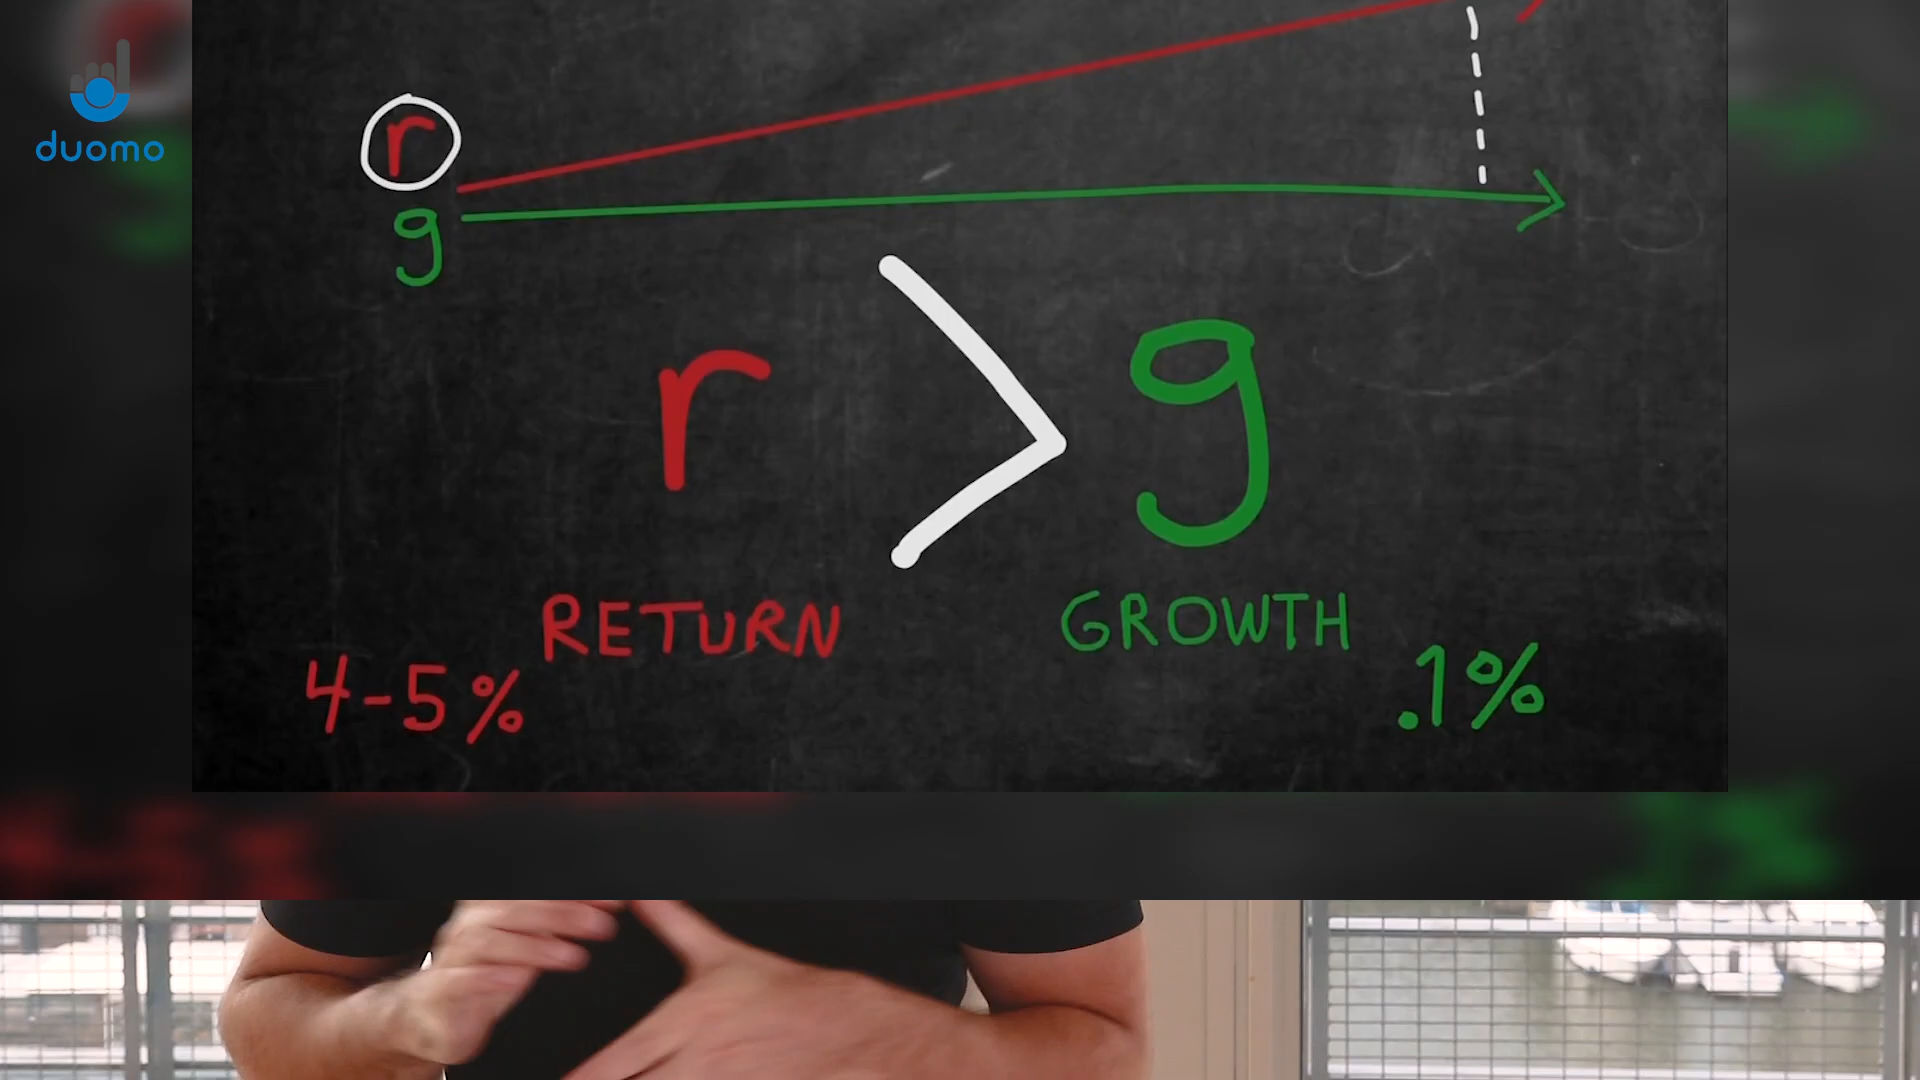 duomo
r
g
r > g
RETURN
GROWTH
4-5%
.1%